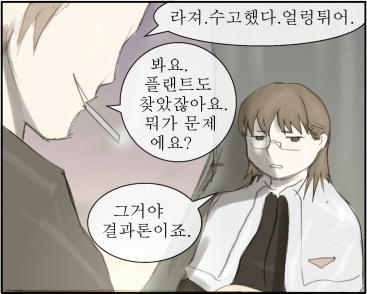 라져.수고했다.얼렁튀어.
봐요.
플랜트도
찾았잖아요.
뭐가 문제
에요?
그거야
결과론이죠.